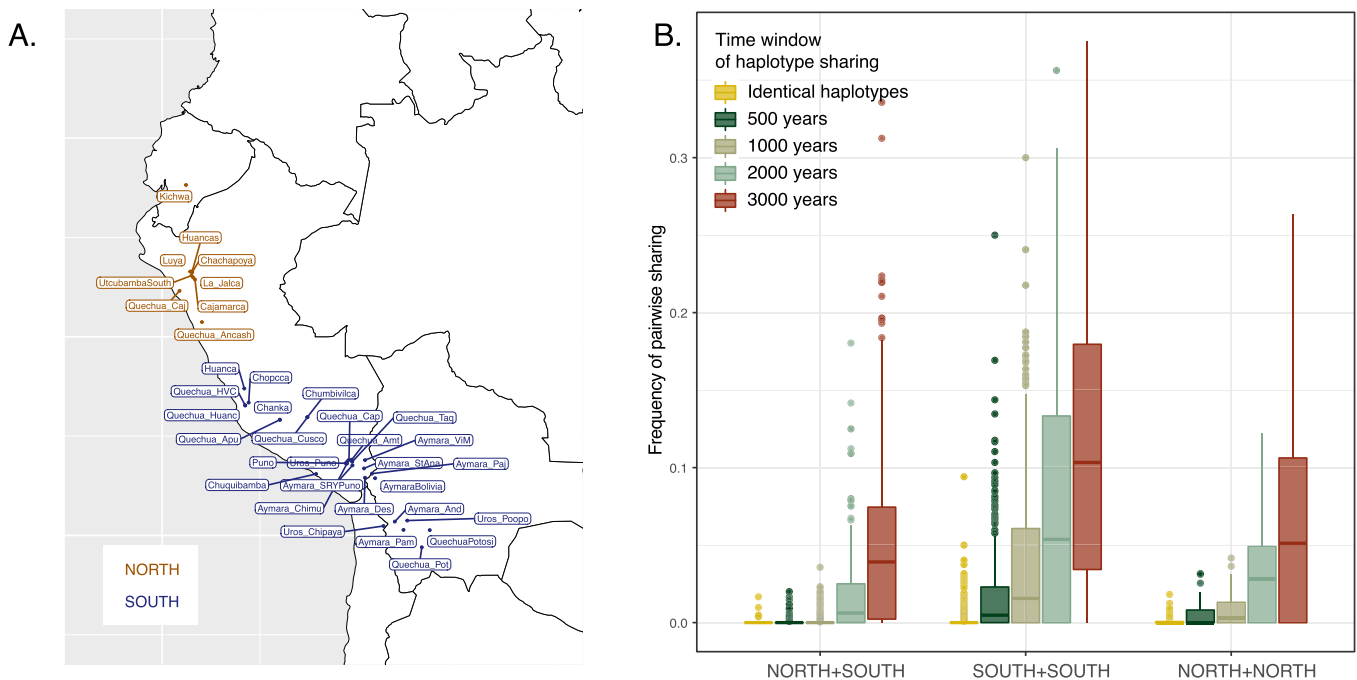 A.
Kichwa
Huancas
Luya
Chachapoya
UtcubambaSouth
La_Jalca
Quechua_Caj
Cajamarca
Quechua_Ancash
Huanca
Chopcca
Quechua_HVC
Chumbivilca
Chanka
Quechua_Huanc
Quechua_Cap
Quechua_Taq
Quechua_Apu
Quechua_Cusco
Quechua_Amt
Aymara_ViM
Puno
Uros_Puno
Aymara_StAna
Aymara_Paj
Chuquibamba
Aymara_SRYPuno
AymaraBolivia
Aymara_Chimu
Aymara_Des
Aymara_And
Uros_Poopo
Uros_Chipaya
Aymara_Pam
QuechuaPotosi
Quechua_Pot
NORTH
SOUTH
B.
Time window
of haplotype sharing
Identical haplotypes
500 years
1000 years
2000 years
3000 years
Frequency of pairwise sharing
0.3
0.2
0.1
0.0
NORTH+SOUTH
SOUTH+SOUTH
NORTH+NORTH